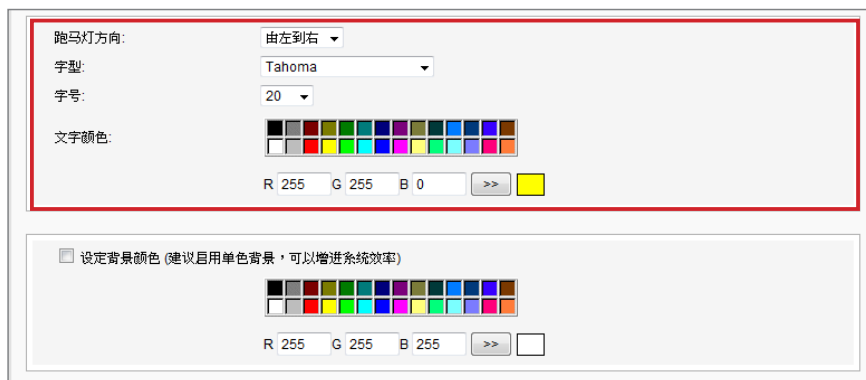 跑马灯方向: 由左到右
字型: Tahoma
字号: 20
文字颜色:
R 255 G 255 B 0 >>
设定背景颜色 (建议启用单色背景，可以增进系统效率)
R 255 G 255 B 255 >>